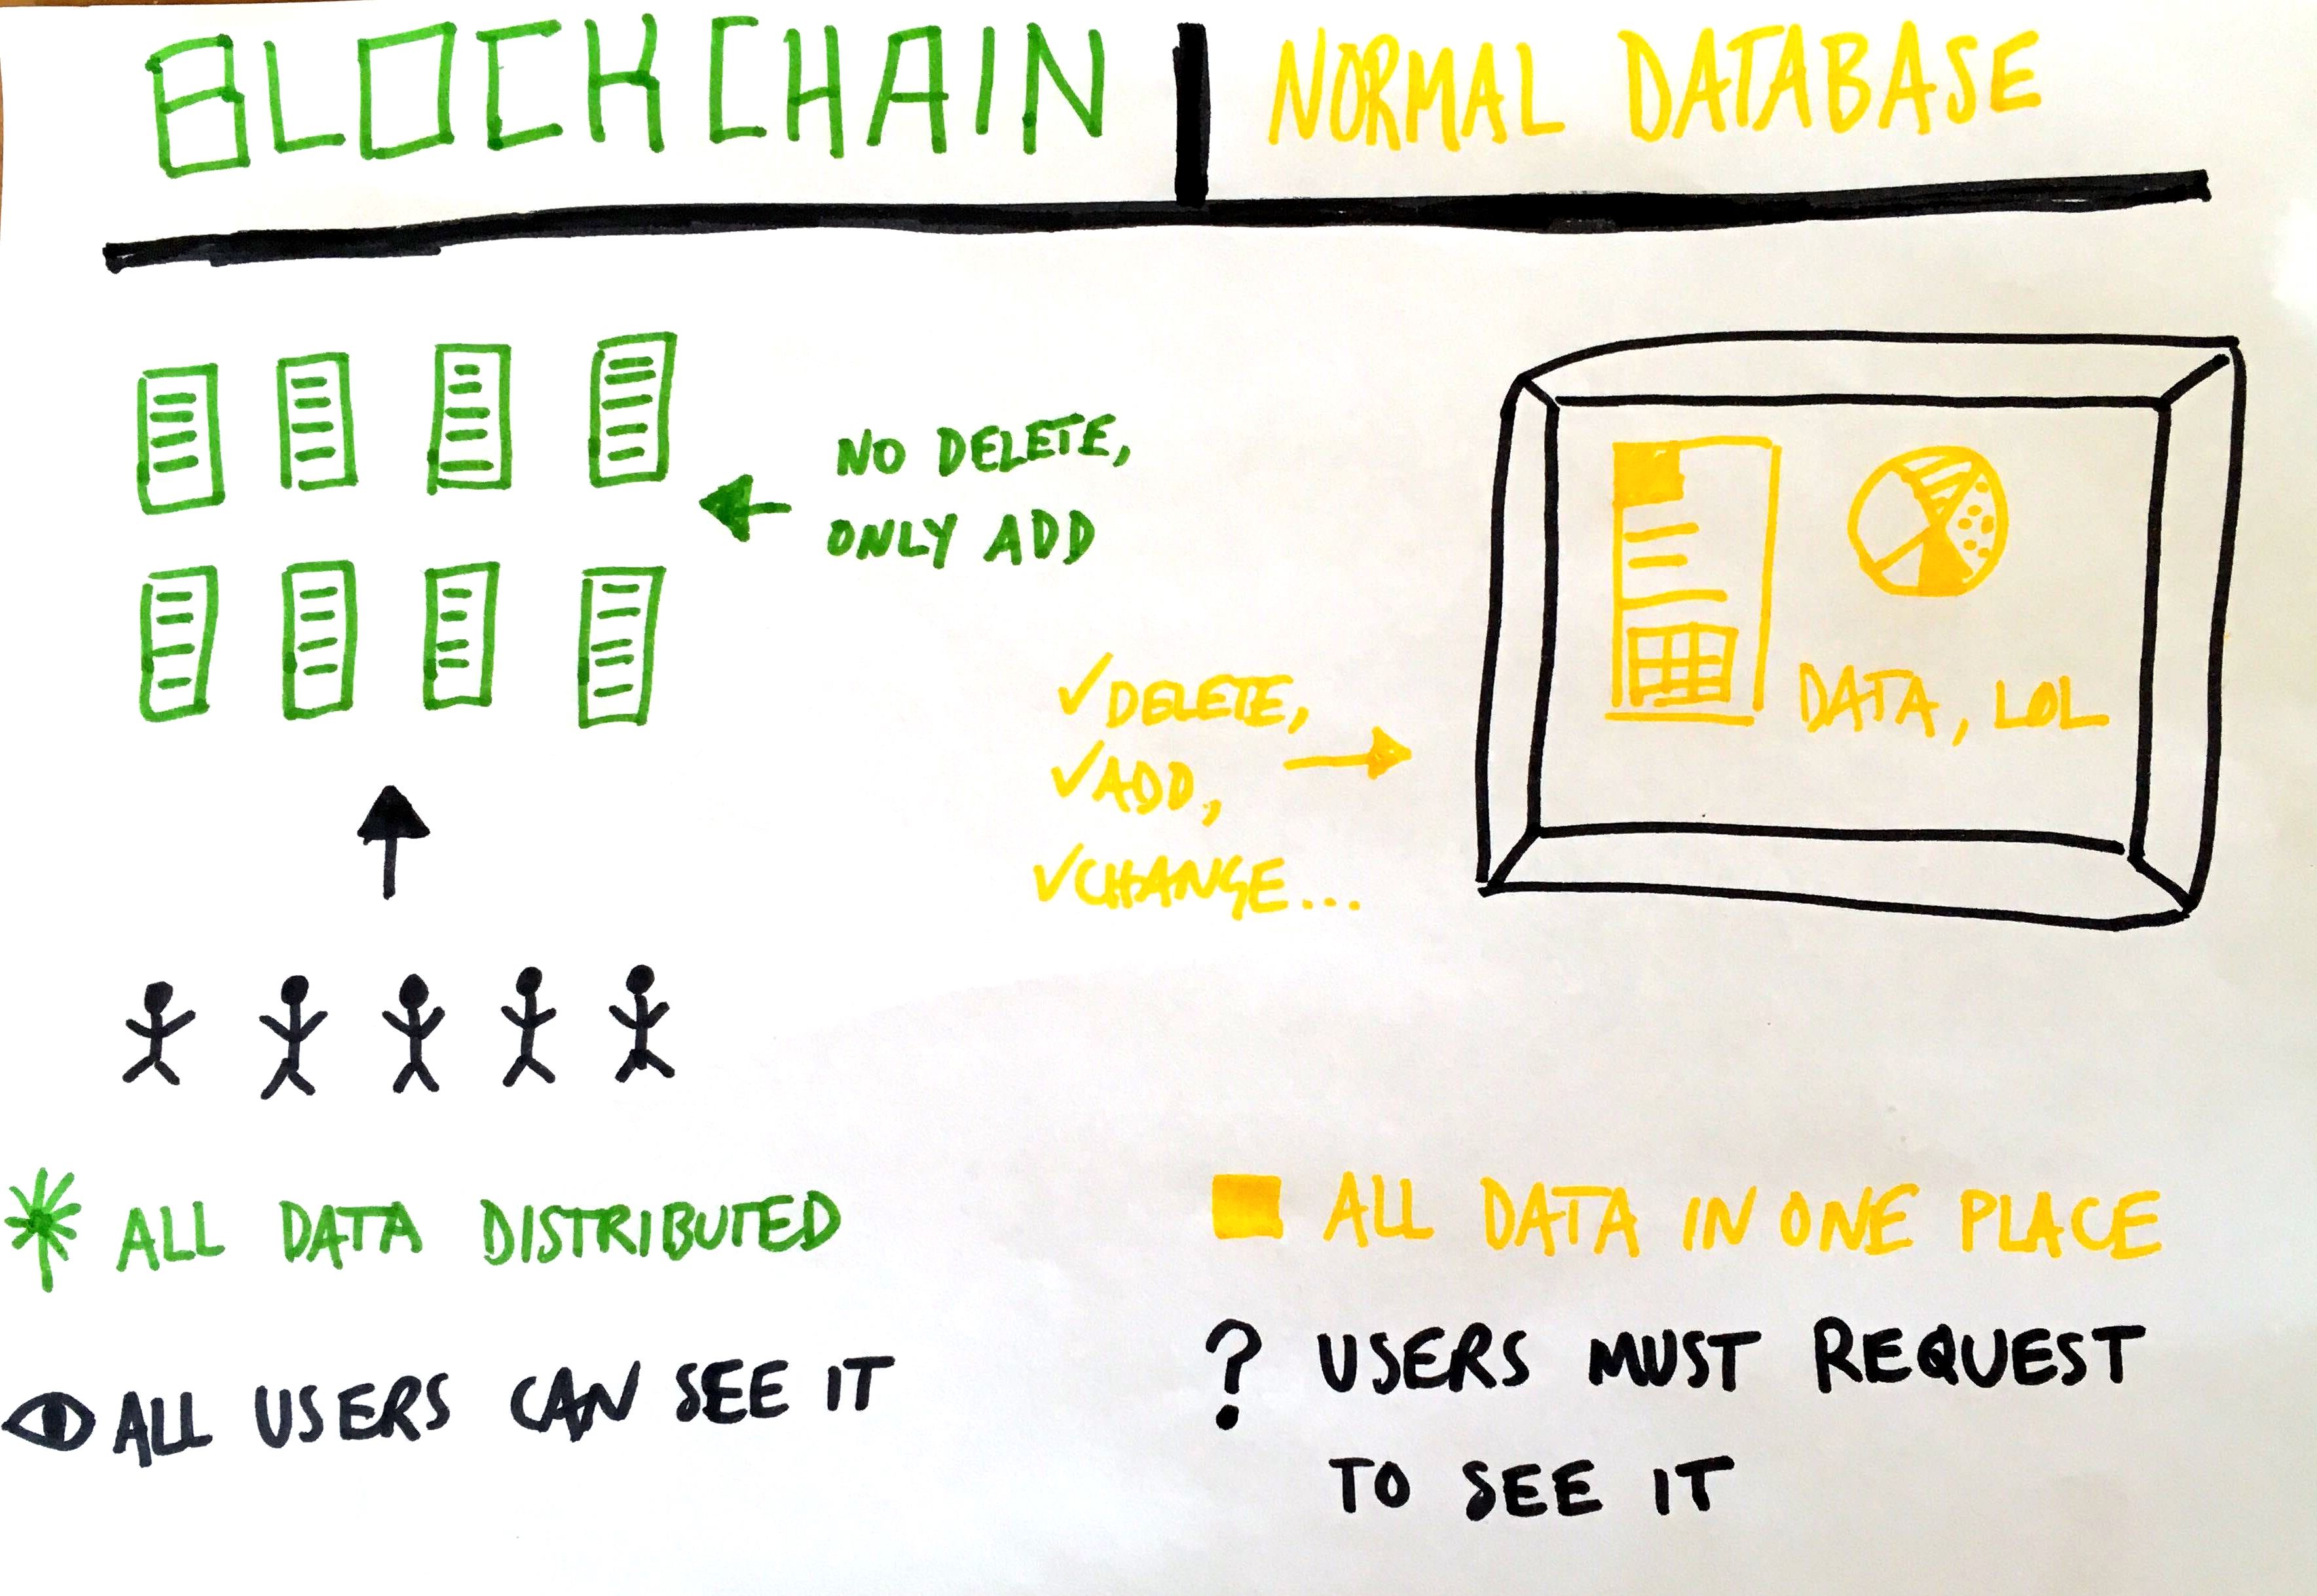 BLOCKCHAIN
NORMAL DATABASE
NO DELETE,
ONLY ADD
✓DELETE,
✓ADD,
✓CHANGE...
DATA, LOL
ALL DATA DISTRIBUTED
ALL USERS CAN SEE IT
ALL DATA IN ONE PLACE
? USERS MUST REQUEST
TO SEE IT